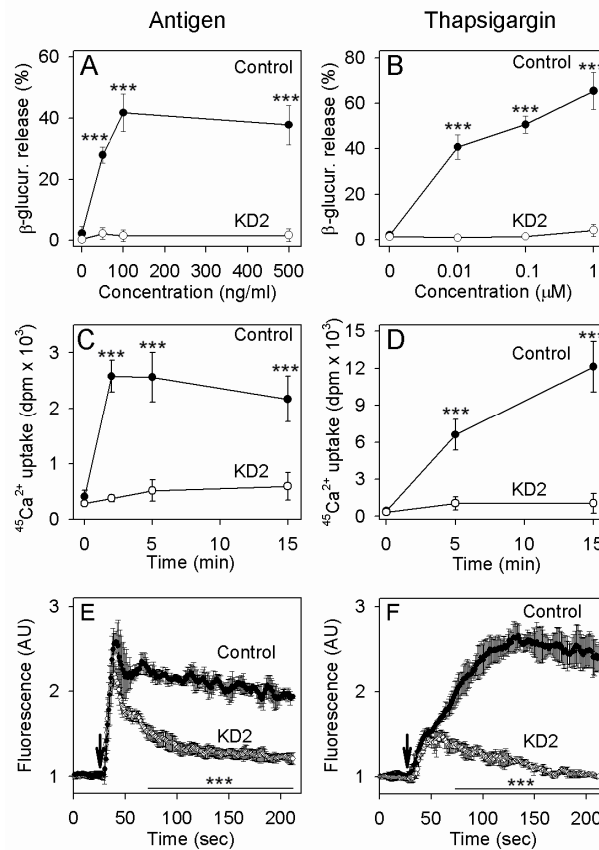 Antigen
Thapsigargin
A
Control
***
***
***
KD2
β-glucur. release (%)
60
40
20
0
0 100 200 300 400 500
Concentration (ng/ml)
B
Control
***
***
***
KD2
β-glucur. release (%)
80
60
40
20
0
0 0.01 0.1 1
Concentration (μM)
C
Control
***
***
***
KD2
⁴⁵Ca²⁺ uptake (dpm x 10³)
3
2
1
0
0 5 10 15
Time (min)
D
Control
***
***
KD2
⁴⁵Ca²⁺ uptake (dpm x 10³)
15
12
9
6
3
0
0 5 10 15
Time (min)
E
Control
KD2
***
Fluorescence (AU)
3
2
1
0 50 100 150 200
Time (sec)
F
Control
KD2
***
Fluorescence (AU)
3
2
1
0 50 100 150 200
Time (sec)